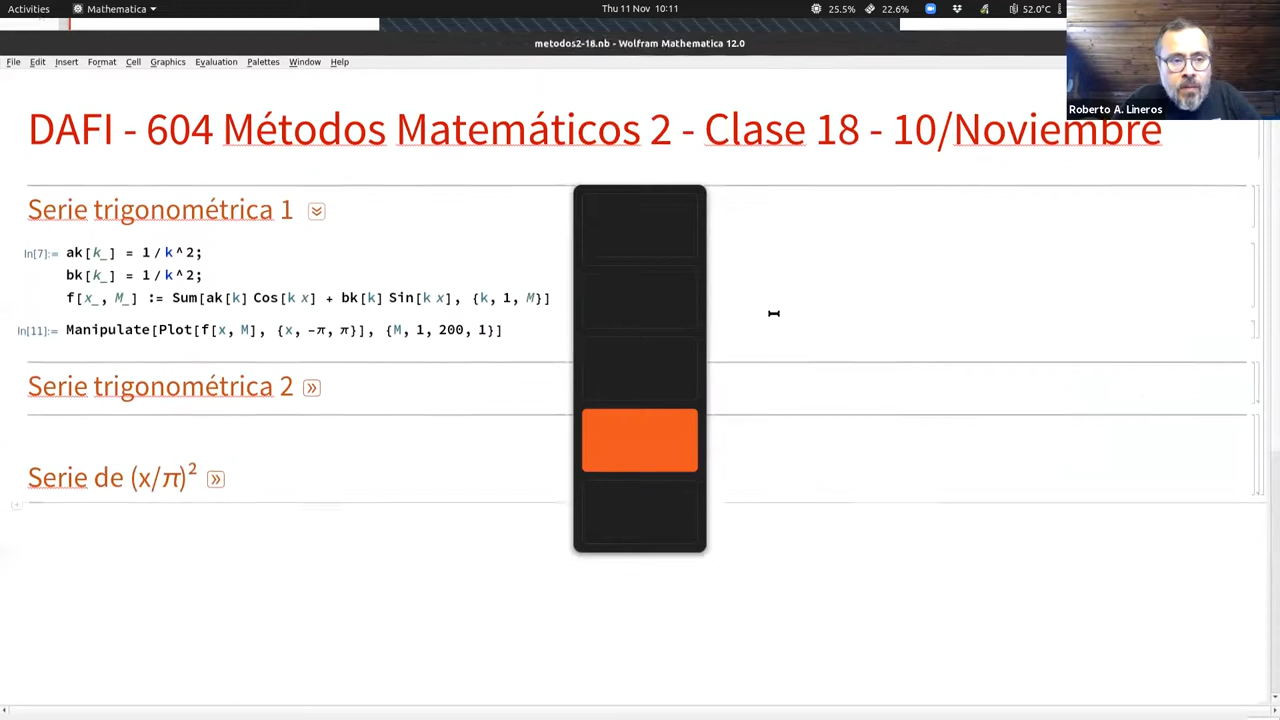 Activities Mathematica Thu 11 Nov 10:11 25.5% 22.6% 52.0°C
metodos2-18.nb - Wolfram Mathematica 12.0
File Edit Insert Format Cell Graphics Evaluation Palettes Window Help
Roberto A. Lineros
DAFI - 604 Métodos Matemáticos 2 - Clase 18 - 10/Noviembre
Serie trigonométrica 1
In[7]:= ak[k_] = 1/k^2;
bk[k_] = 1/k^2;
f[x_, M_] := Sum[ak[k] Cos[k x] + bk[k] Sin[k x], {k, 1, M}]
In[11]:= Manipulate[Plot[f[x, M], {x, -π, π}], {M, 1, 200, 1}]
Serie trigonométrica 2
Serie de (x/π)²